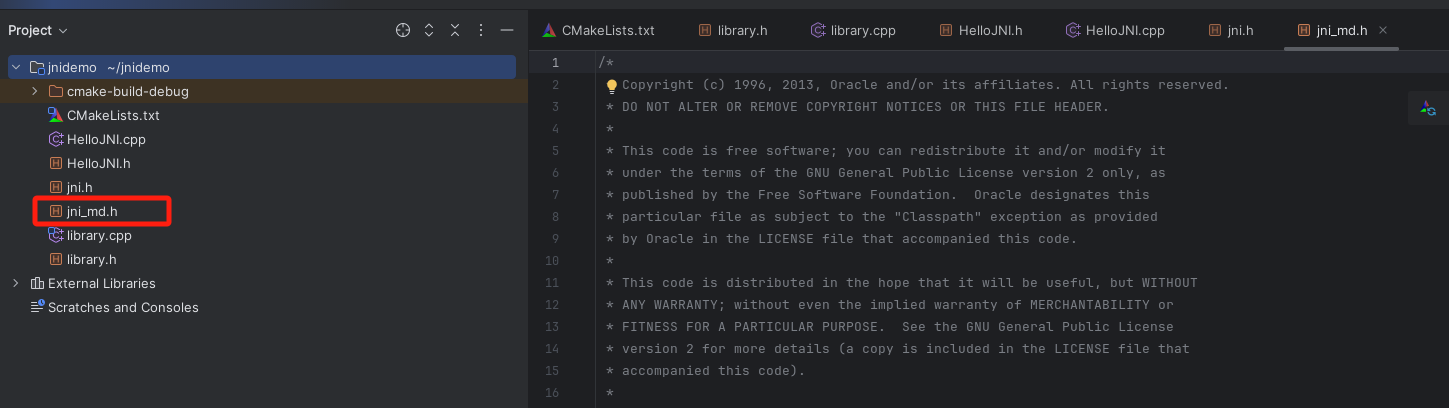 Project
jnidemo ~/jnidemo
cmake-build-debug
CMakeLists.txt
HelloJNI.cpp
HelloJNI.h
jni.h
jni_md.h
library.cpp
library.h
External Libraries
Scratches and Consoles
CMakeLists.txt library.h library.cpp HelloJNI.h HelloJNI.cpp jni.h jni_md.h
1 /*
2 Copyright (c) 1996, 2013, Oracle and/or its affiliates. All rights reserved.
3 * DO NOT ALTER OR REMOVE COPYRIGHT NOTICES OR THIS FILE HEADER.
4 *
5 * This code is free software; you can redistribute it and/or modify it
6 * under the terms of the GNU General Public License version 2 only, as
7 * published by the Free Software Foundation.  Oracle designates this
8 * particular file as subject to the "Classpath" exception as provided
9 * by Oracle in the LICENSE file that accompanied this code.
10 *
11 * This code is distributed in the hope that it will be useful, but WITHOUT
12 * ANY WARRANTY; without even the implied warranty of MERCHANTABILITY or
13 * FITNESS FOR A PARTICULAR PURPOSE.  See the GNU General Public License
14 * version 2 for more details (a copy is included in the LICENSE file that
15 * accompanied this code).
16 *